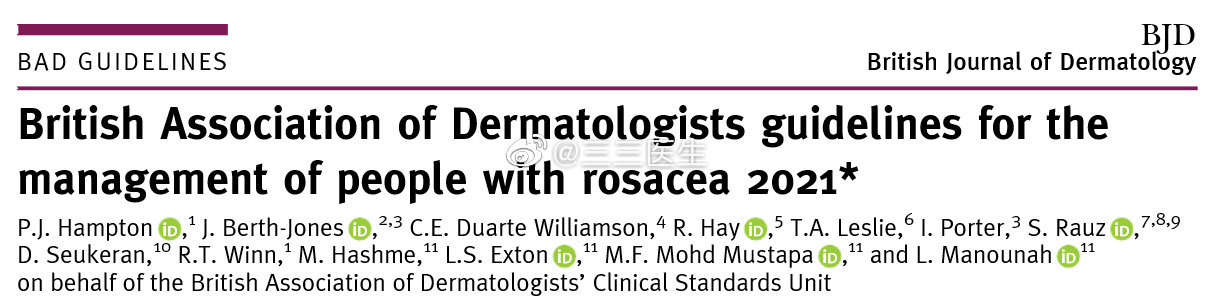 BJD
BAD GUIDELINES
British Journal of Dermatology
British Association of Dermatologists guidelines for the
management of people with rosacea 2021*
@三三医生
P.J. Hampton iD,1 J. Berth-Jones iD,2,3 C.E. Duarte Williamson,4 R. Hay iD,5 T.A. Leslie,6 I. Porter,3 S. Rauz iD,7,8,9
D. Seukeran,10 R.T. Winn,1 M. Hashme,11 L.S. Exton iD,11 M.F. Mohd Mustapa iD,11 and L. Manounah iD11
on behalf of the British Association of Dermatologists’ Clinical Standards Unit